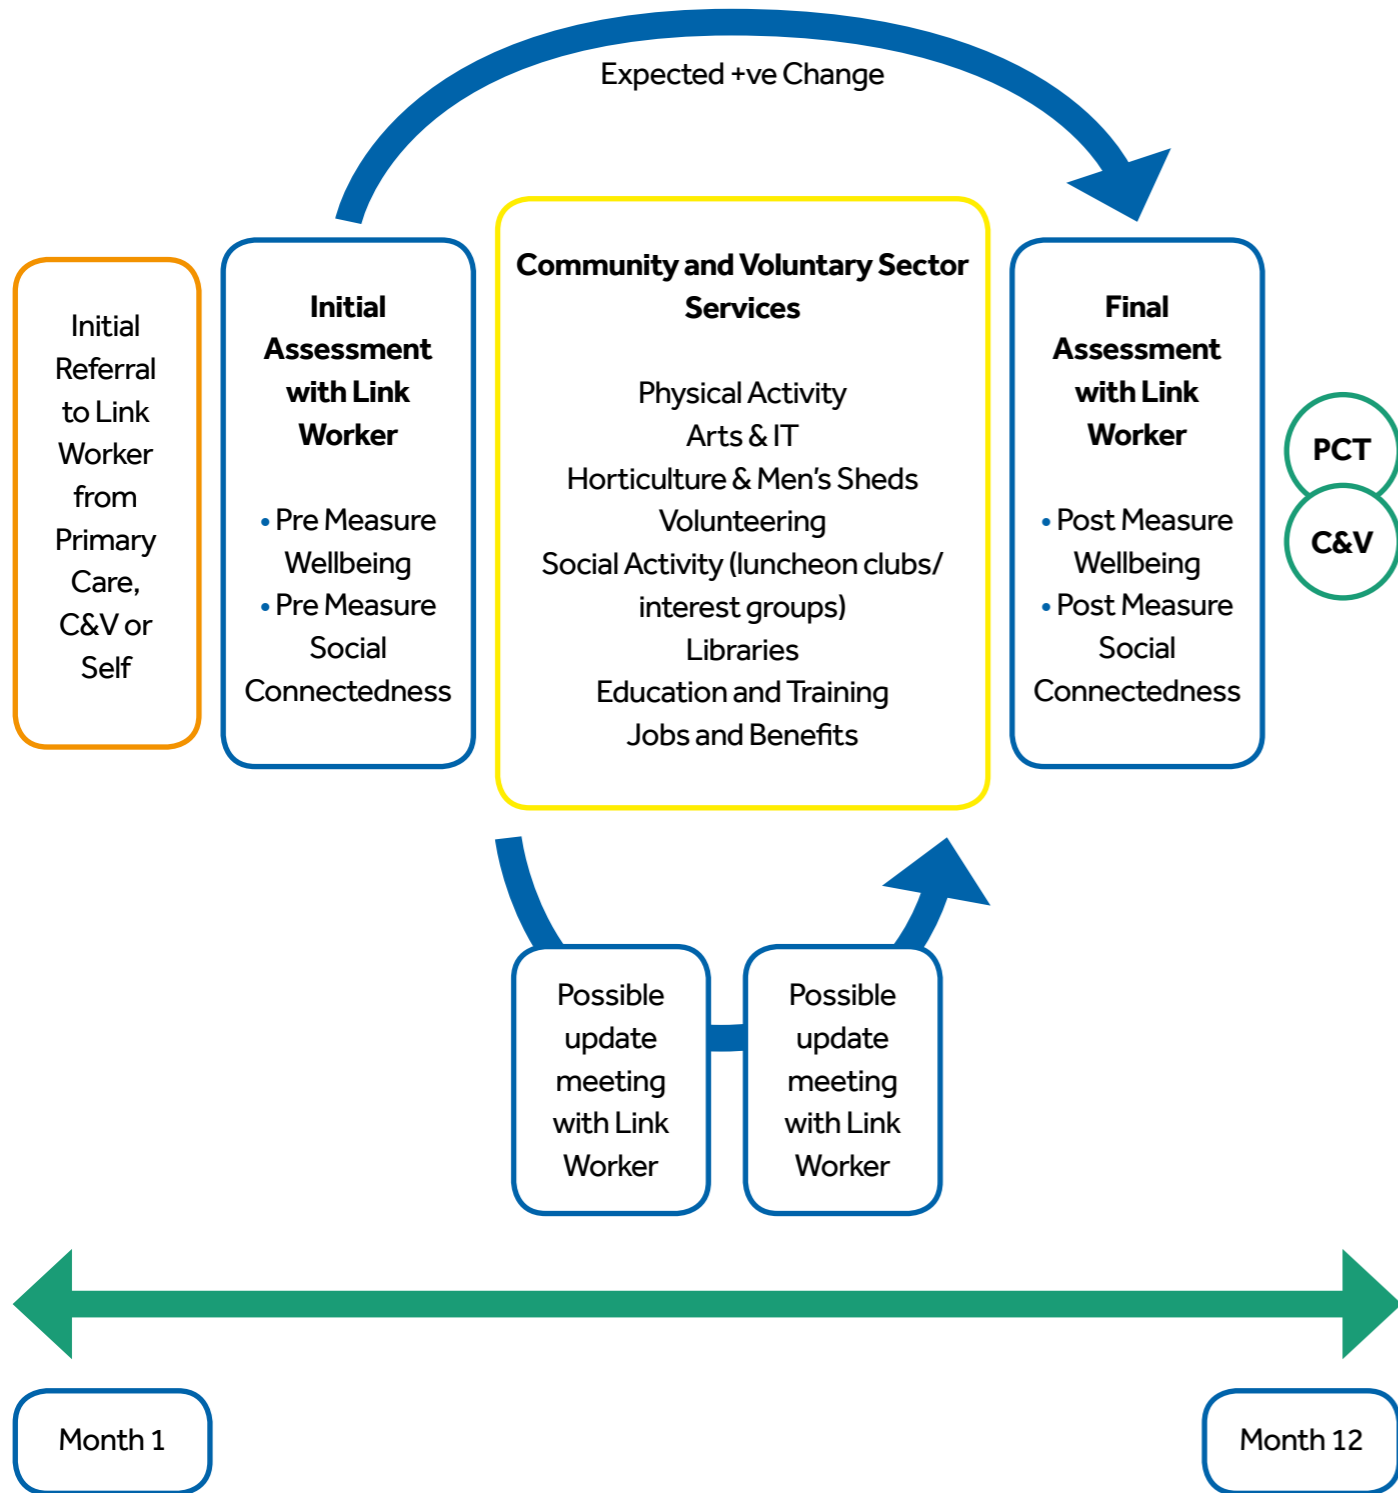 Expected +ve Change
Initial
Referral
to Link
Worker
from
Primary
Care,
C&V or
Self
Initial
Assessment
with Link
Worker
• Pre Measure
Wellbeing
• Pre Measure
Social
Connectedness
Community and Voluntary Sector
Services
Physical Activity
Arts & IT
Horticulture & Men's Sheds
Volunteering
Social Activity (luncheon clubs/
interest groups)
Libraries
Education and Training
Jobs and Benefits
Final
Assessment
with Link
Worker
• Post Measure
Wellbeing
• Post Measure
Social
Connectedness
PCT
C&V
Possible
update
meeting
with Link
Worker
Possible
update
meeting
with Link
Worker
Month 1
Month 12